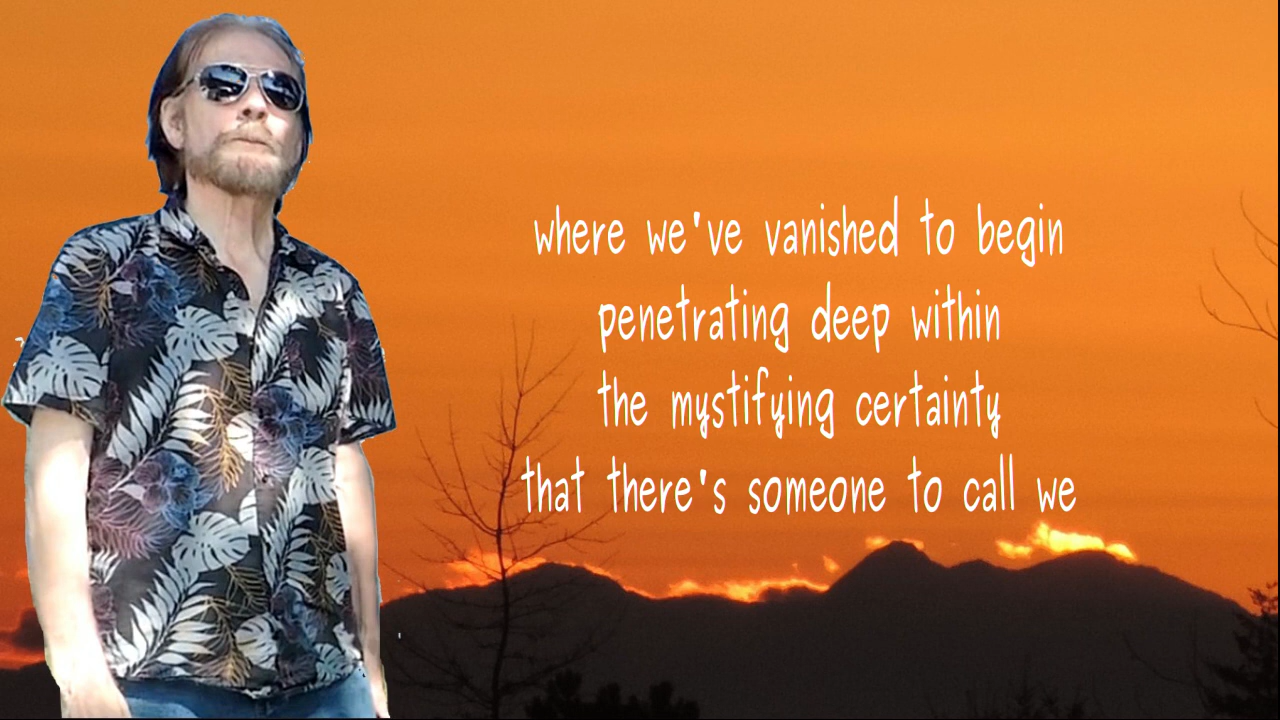 where we've vanished to begin
penetrating deep within
the mystifying certainty
that there's someone to call we